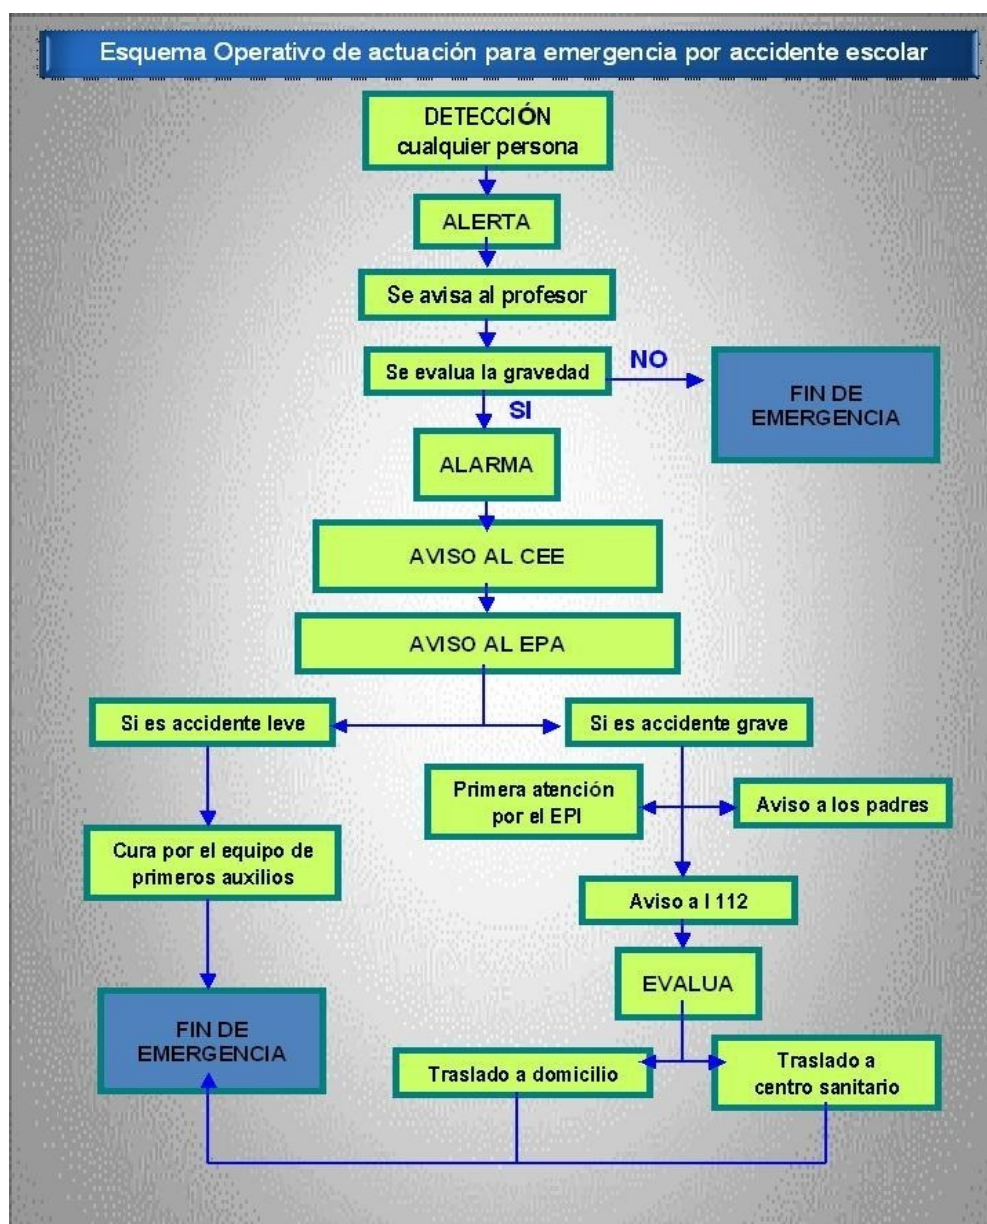 Esquema Operativo de actuación para emergencia por accidente escolar
DETECCIÓN
cualquier persona
ALERTA
Se avisa al profesor
Se evalua la gravedad
NO
FIN DE
EMERGENCIA
SI
ALARMA
AVISO AL CEE
AVISO AL EPA
Si es accidente leve
Si es accidente grave
Primera atención
por el EPI
Aviso a los padres
Cura por el equipo de
primeros auxilios
Aviso a l 112
EVALUA
FIN DE
EMERGENCIA
Traslado a domicilio
Traslado a
centro sanitario